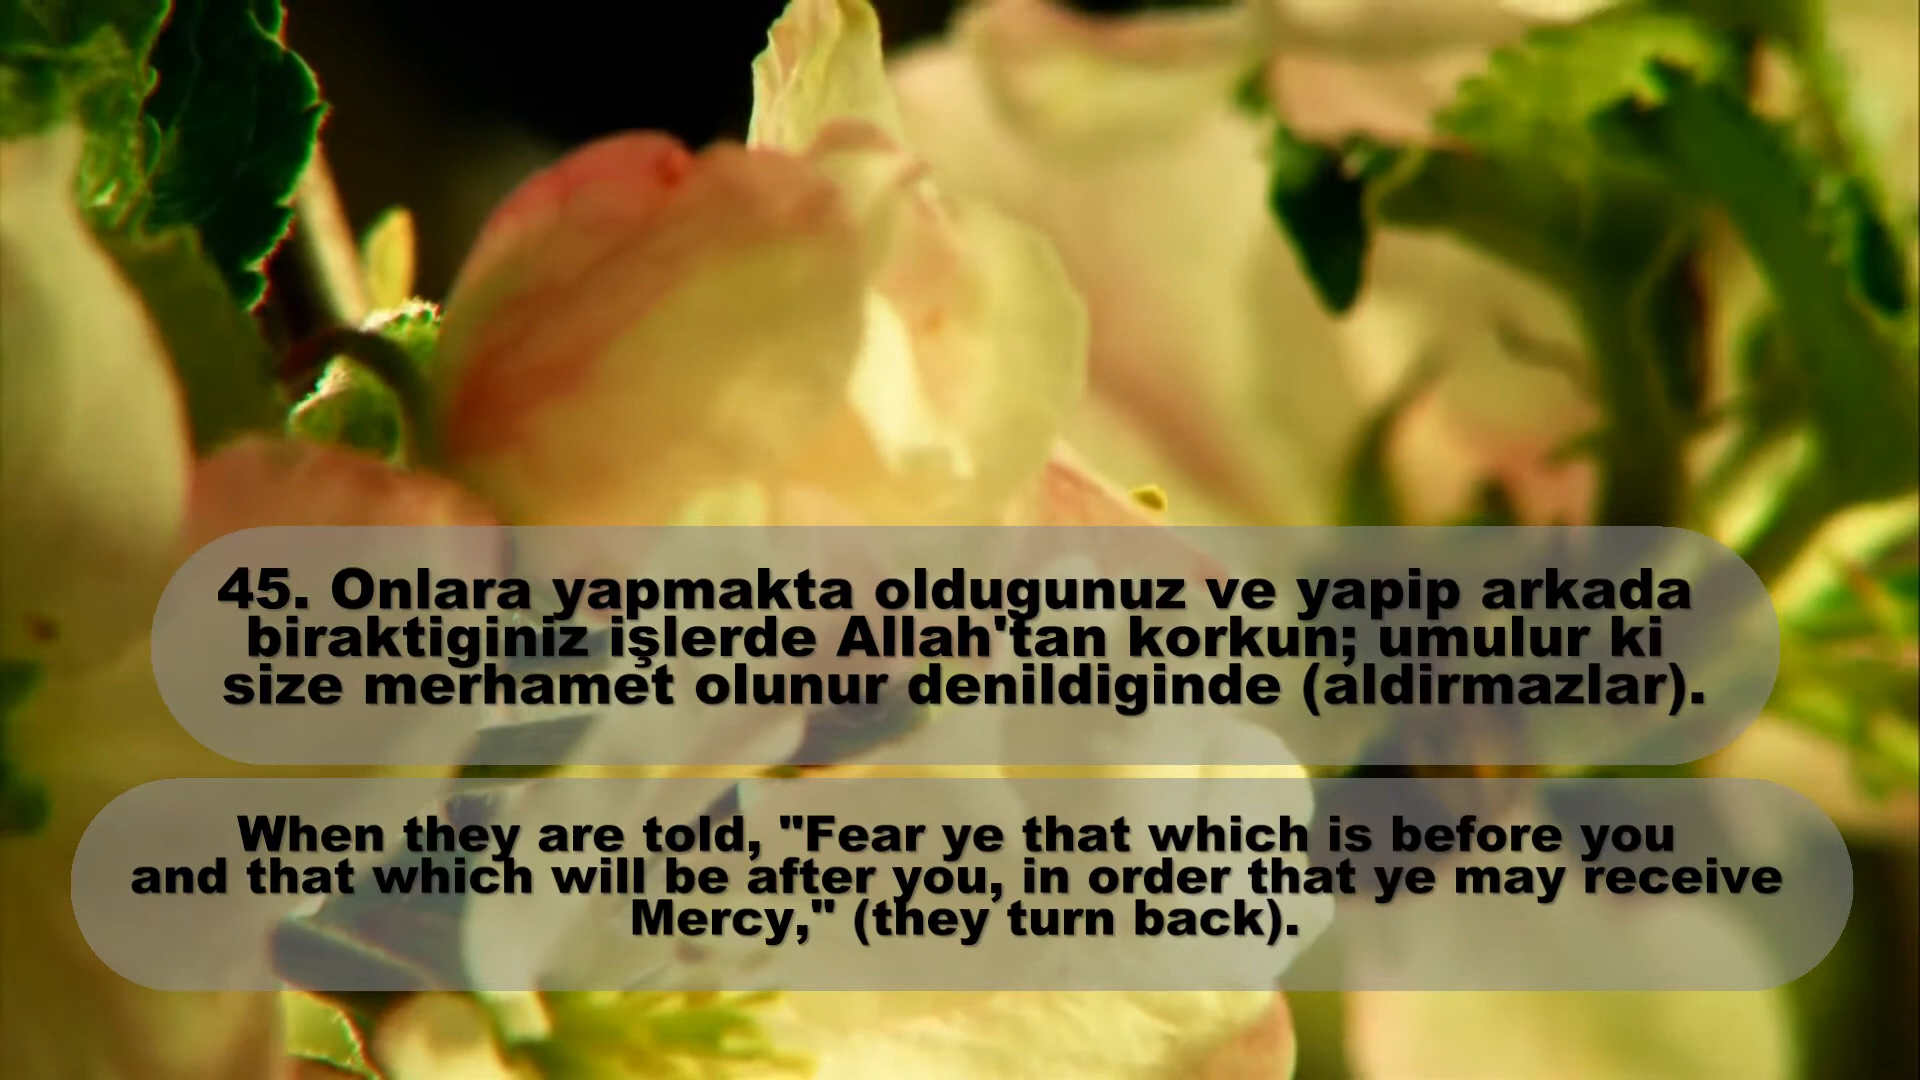 45. Onlara yapmakta oldugunuz ve yapip arkada
biraktiginiz işlerde Allah'tan korkun; umulur ki
size merhamet olunur denildiginde (aldirmazlar).
When they are told, "Fear ye that which is before you
and that which will be after you, in order that ye may receive
Mercy," (they turn back).